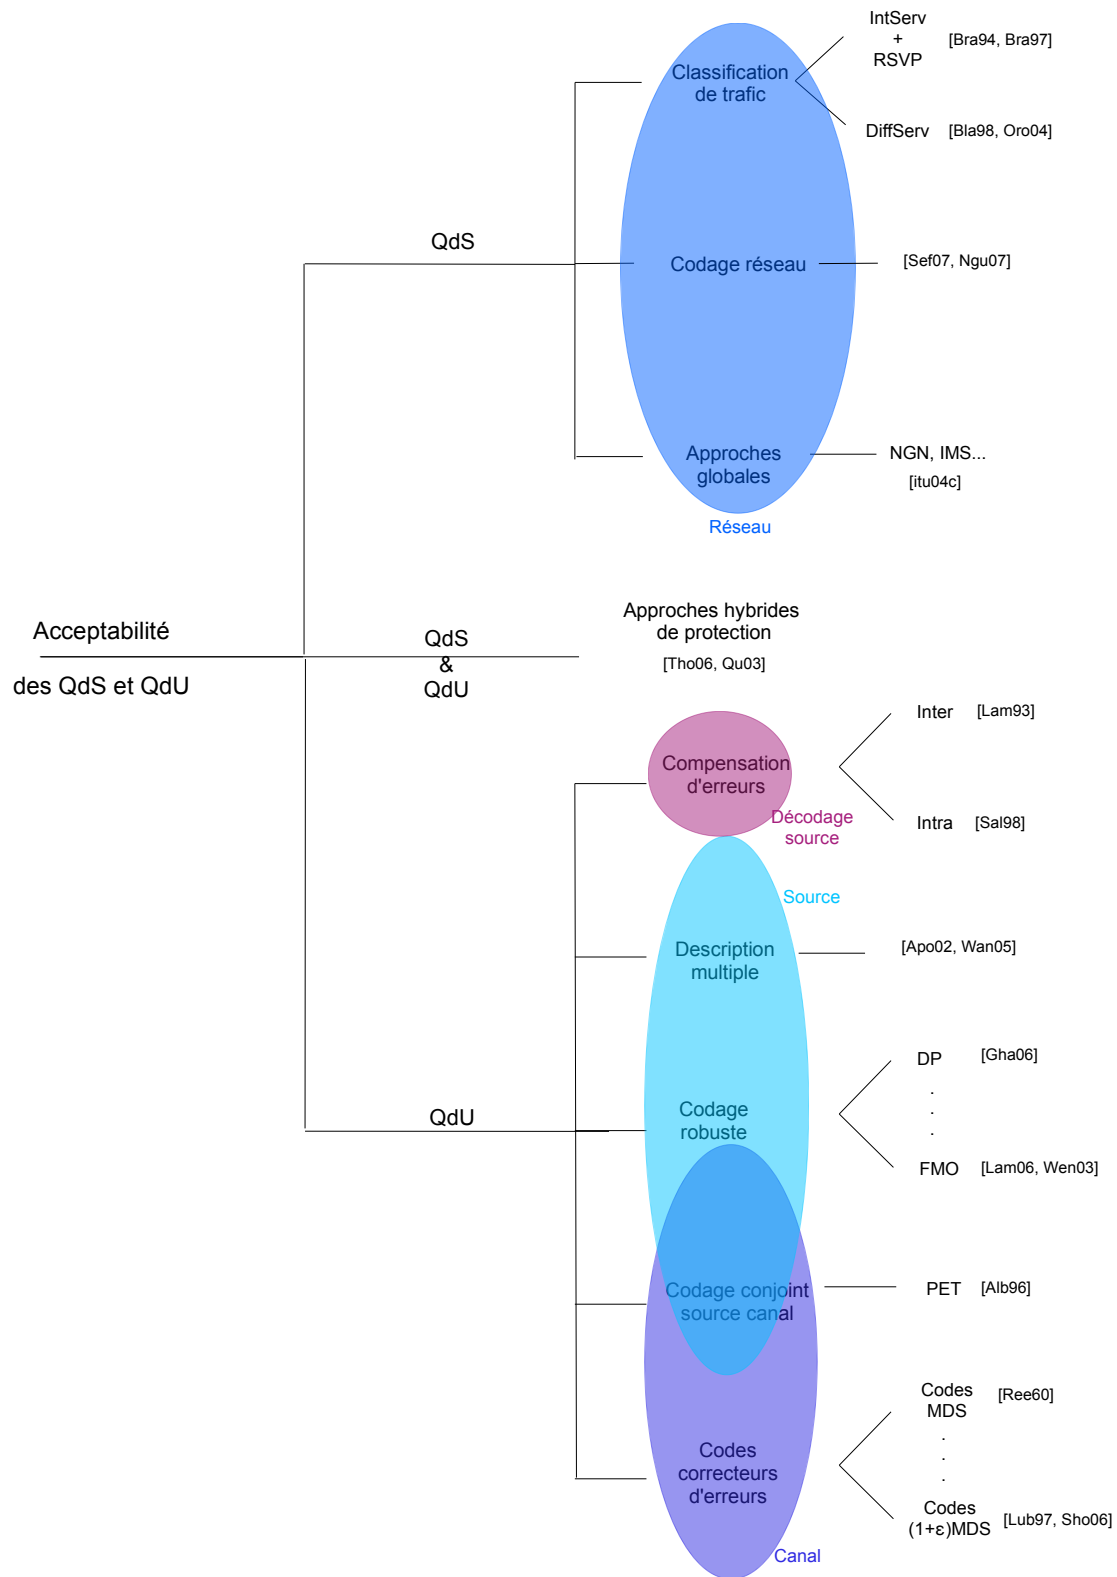 IntServ
+
RSVP
[Bra94, Bra97]
Classification
de trafic
DiffServ
[Bla98, Oro04]
QdS
Codage réseau
[Sef07, Ngu07]
Approches
globales
NGN, IMS...
[itu04c]
Réseau
Acceptabilité
des QdS et QdU
QdS
&
QdU
Approches hybrides
de protection
[Tho06, Qu03]
Inter
[Lam93]
Compensation
d'erreurs
Intra
[Sal98]
Décodage
source
Source
Description
multiple
[Apo02, Wan05]
DP
[Gha06]
.
.
.
QdU
Codage
robuste
FMO
[Lam06, Wen03]
Codage conjoint
source canal
PET
[Alb96]
Codes
MDS
[Ree60]
.
.
.
Codes
correcteurs
d'erreurs
Codes
(1+ε)MDS
[Lub97, Sho06]
Canal